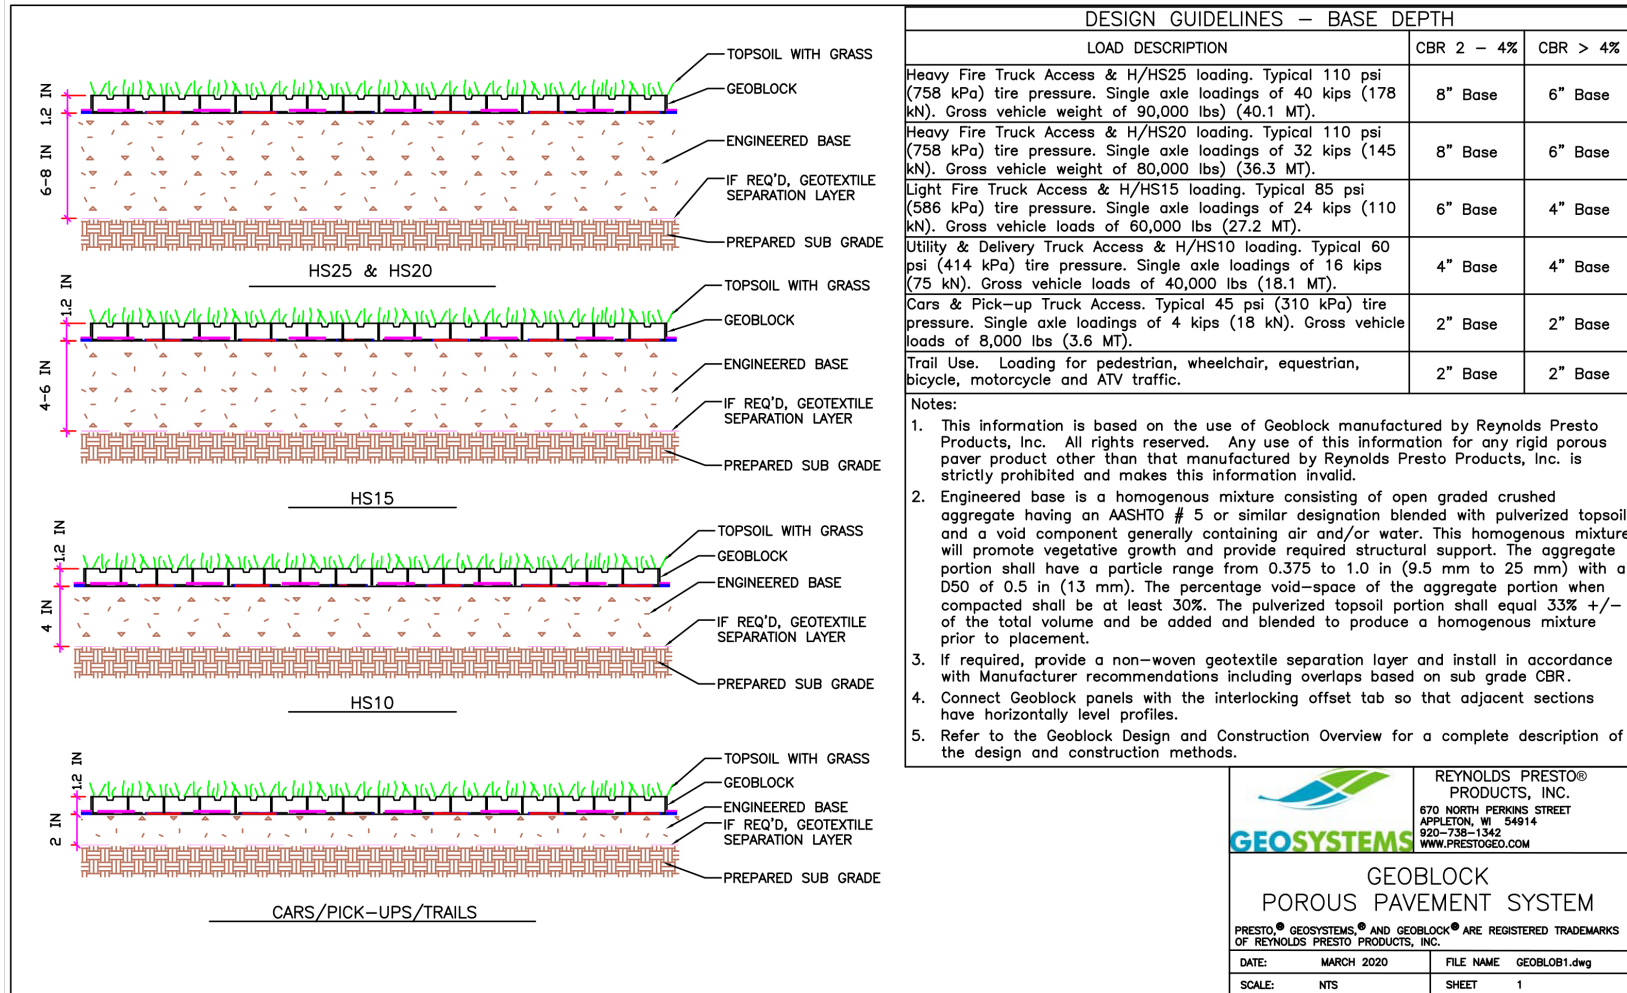 1.2 IN
6-8 IN
TOPSOIL WITH GRASS
GEOBLOCK
ENGINEERED BASE
IF REQ'D, GEOTEXTILE
SEPARATION LAYER
PREPARED SUB GRADE
HS25 & HS20
1.2 IN
4-6 IN
TOPSOIL WITH GRASS
GEOBLOCK
ENGINEERED BASE
IF REQ'D, GEOTEXTILE
SEPARATION LAYER
PREPARED SUB GRADE
HS15
1.2 IN
4 IN
TOPSOIL WITH GRASS
GEOBLOCK
ENGINEERED BASE
IF REQ'D, GEOTEXTILE
SEPARATION LAYER
PREPARED SUB GRADE
HS10
1.2 IN
2 IN
TOPSOIL WITH GRASS
GEOBLOCK
ENGINEERED BASE
IF REQ'D, GEOTEXTILE
SEPARATION LAYER
PREPARED SUB GRADE
CARS/PICK-UPS/TRAILS
DESIGN GUIDELINES - BASE DEPTH
LOAD DESCRIPTION CBR 2 - 4% CBR > 4%
Heavy Fire Truck Access & H/HS25 loading. Typical 110 psi
(758 kPa) tire pressure. Single axle loadings of 40 kips (178
kN). Gross vehicle weight of 90,000 lbs) (40.1 MT).
8" Base 6" Base
Heavy Fire Truck Access & H/HS20 loading. Typical 110 psi
(758 kPa) tire pressure. Single axle loadings of 32 kips (145
kN). Gross vehicle weight of 80,000 lbs) (36.3 MT).
8" Base 6" Base
Light Fire Truck Access & H/HS15 loading. Typical 85 psi
(586 kPa) tire pressure. Single axle loadings of 24 kips (110
kN). Gross vehicle loads of 60,000 lbs (27.2 MT).
6" Base 4" Base
Utility & Delivery Truck Access & H/HS10 loading. Typical 60
psi (414 kPa) tire pressure. Single axle loadings of 16 kips
(75 kN). Gross vehicle loads of 40,000 lbs (18.1 MT).
4" Base 4" Base
Cars & Pick-up Truck Access. Typical 45 psi (310 kPa) tire
pressure. Single axle loadings of 4 kips (18 kN). Gross vehicle
loads of 8,000 lbs (3.6 MT).
2" Base 2" Base
Trail Use. Loading for pedestrian, wheelchair, equestrian,
bicycle, motorcycle and ATV traffic.
2" Base 2" Base
Notes:
1. This information is based on the use of Geoblock manufactured by Reynolds Presto
Products, Inc. All rights reserved. Any use of this information for any rigid porous
paver product other than that manufactured by Reynolds Presto Products, Inc. is
strictly prohibited and makes this information invalid.
2. Engineered base is a homogenous mixture consisting of open graded crushed
aggregate having an AASHTO # 5 or similar designation blended with pulverized topsoil
and a void component generally containing air and/or water. This homogenous mixture
will promote vegetative growth and provide required structural support. The aggregate
portion shall have a particle range from 0.375 to 1.0 in (9.5 mm to 25 mm) with a
D50 of 0.5 in (13 mm). The percentage void-space of the aggregate portion when
compacted shall be at least 30%. The pulverized topsoil portion shall equal 33% +/-
of the total volume and be added and blended to produce a homogenous mixture
prior to placement.
3. If required, provide a non-woven geotextile separation layer and install in accordance
with Manufacturer recommendations including overlaps based on sub grade CBR.
4. Connect Geoblock panels with the interlocking offset tab so that adjacent sections
have horizontally level profiles.
5. Refer to the Geoblock Design and Construction Overview for a complete description of
the design and construction methods.
GEOSYSTEMS
REYNOLDS PRESTO®
PRODUCTS, INC.
670 NORTH PERKINS STREET
APPLETON, WI 54914
920-738-1342
WWW.PRESTOGEO.COM
GEOBLOCK
POROUS PAVEMENT SYSTEM
PRESTO,® GEOSYSTEMS,® AND GEOBLOCK® ARE REGISTERED TRADEMARKS
OF REYNOLDS PRESTO PRODUCTS, INC.
DATE: MARCH 2020 FILE NAME GEOBLOB1.dwg
SCALE: NTS SHEET 1